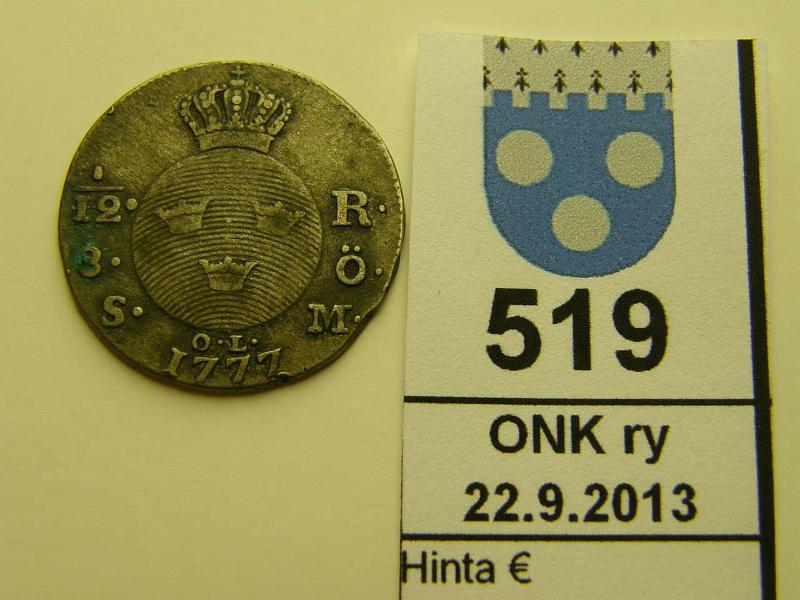 1/12. R.
3. Ö.
S. M.
O.L.
1777
519
ONK ry
22.9.2013
Hinta €